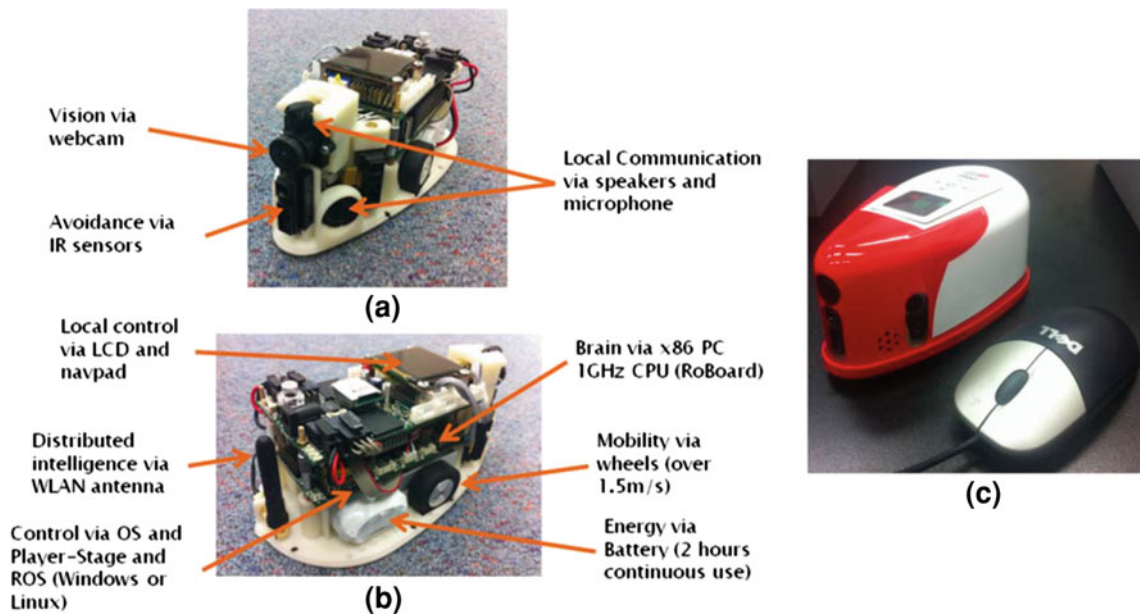 Vision via
webcam
Avoidance via
IR sensors
Local Communication
via speakers and
microphone
(a)
Local control
via LCD and
navpad
Distributed
intelligence via
WLAN antenna
Control via OS and
Player-Stage and
ROS (Windows or
Linux)
Brain via x86 PC
1GHz CPU (RoBoard)
Mobility via
wheels (over
1.5m/s)
Energy via
Battery (2 hours
continuous use)
(b)
DELL
(c)